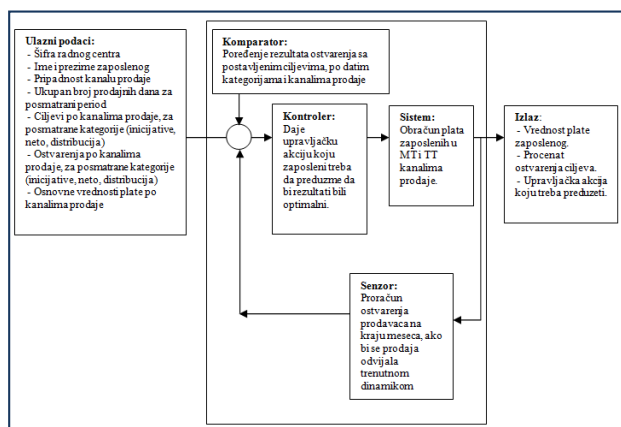 Ulazni podaci:
- Šifra radnog centra
- Ime i prezime zaposlenog
- Pripadnost kanalu prodaje
- Ukupan broj prodajnih dana za
posmatrani period
- Ciljevi po kanalima prodaje, za
posmatrane kategorije (inicijative,
neto, distribucija)
- Ostvarenja po kanalima
prodaje, za posmatrane kategorije
(inicijative, neto, distribucija)
- Osnovne vrednosti plate po
kanalima prodaje
Komparator:
Poređenje rezultata ostvarenja sa
postavljenim ciljevima, po datim
kategorijama i kanalima prodaje
Kontroler:
Daje
upravljačku
akciju koju
zaposleni treba
da preduzme da
bi rezultati bili
optimalni.
Sistem:
Obračun plata
zaposlenih u
MT i TT
kanalima
prodaje.
Izlaz:
- Vrednost plate
zaposlenog.
- Procenat
ostvarenja ciljeva.
- Upravljačka akcija
koju treba preduzeti.
Senzor:
Proračun
ostvarenja
prodavaca na
kraju meseca, ako
bi se prodaja
odvijala
trenutnom
dinamikom